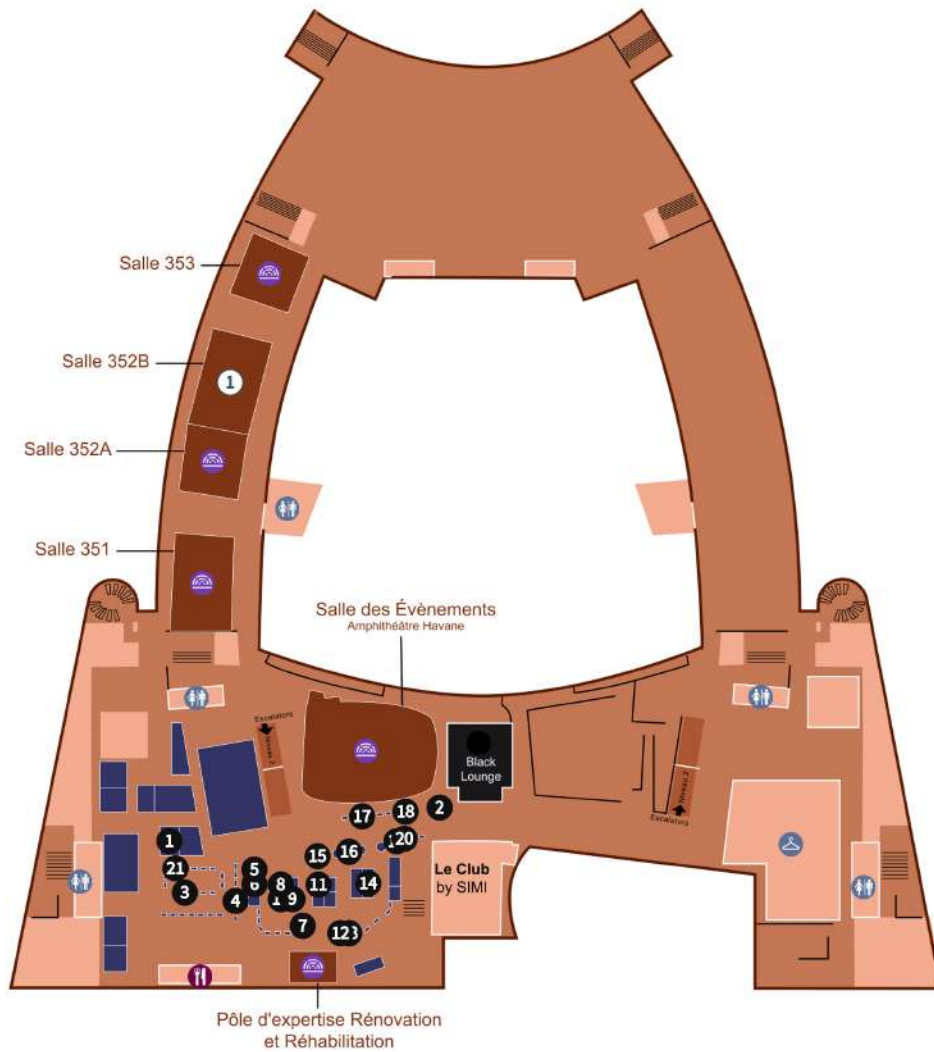 Salle 353
Salle 352B
1
Salle 352A
Salle 351
Salle des Évènements
Amphithéâtre Havane
Escalators
Niveau 2
Black
Lounge
Niveau 2
Escalators
17
18
2
1
20
15
16
21
5
3
6
8
11
14
4
9
7
12
Le Club
by SIMI
Pôle d'expertise Rénovation
et Réhabilitation